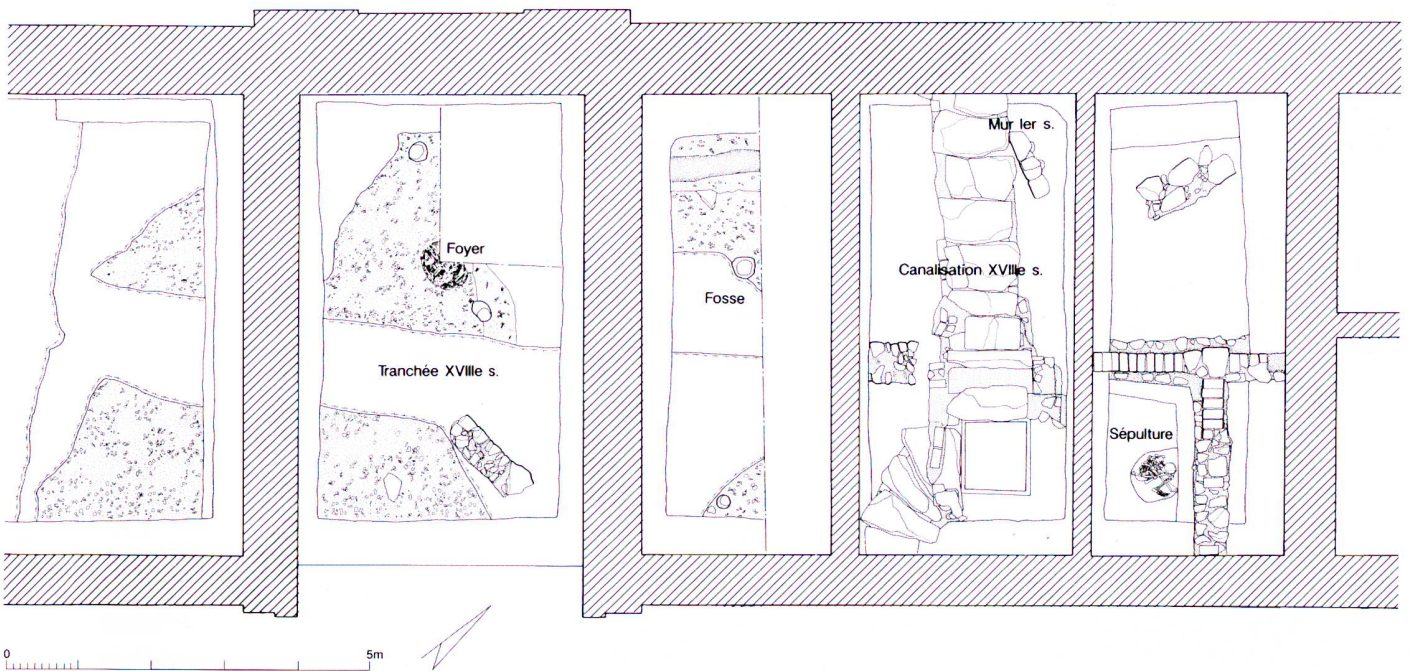 Mur Ier s.
Foyer
Canalisation XVIIIe s.
Fosse
Tranchée XVIIIe s.
Sépulture
0
5m